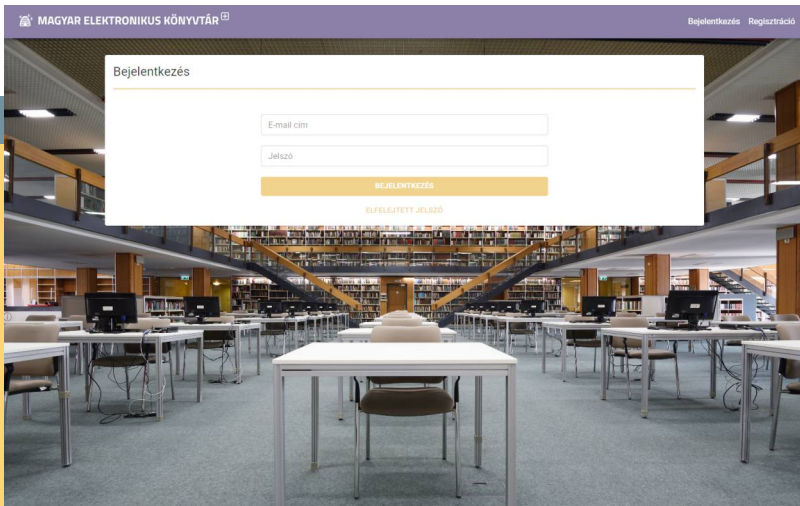 MAGYAR ELEKTRONIKUS KÖNYVTÁR
Bejelentkezés Regisztráció
Bejelentkezés
E-mail cím
Jelszó
BEJELENTKEZÉS
ELFELEJTETT JELSZÓ